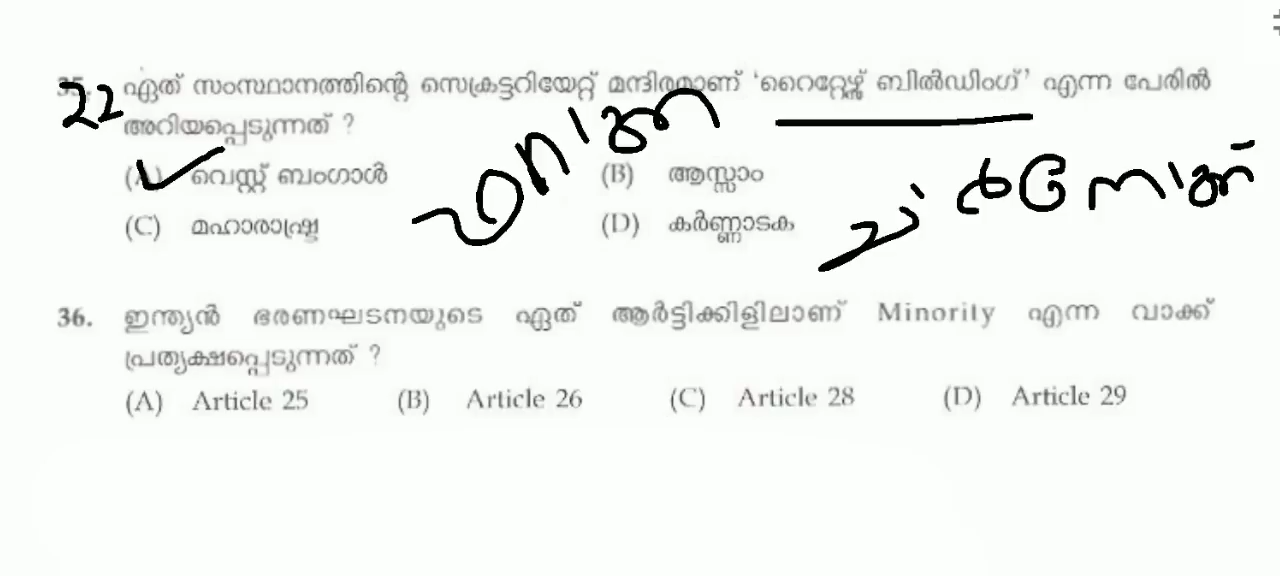 22
35. ഏത് സംസ്ഥാനത്തിന്റെ സെക്രട്ടറിയേറ്റ് മന്ദിരമാണ് 'റൈറ്റേഴ്സ് ബിൽഡിംഗ്' എന്ന പേരിൽ
അറിയപ്പെടുന്നത് ?
(A) വെസ്റ്റ് ബംഗാൾ (B) ആസ്സാം
(C) മഹാരാഷ്ട്ര (D) കർണ്ണാടക
36. ഇന്ത്യൻ ഭരണഘടനയുടെ ഏത് ആർട്ടിക്കിളിലാണ് Minority എന്ന വാക്ക്
പ്രത്യക്ഷപ്പെടുന്നത് ?
(A) Article 25 (B) Article 26 (C) Article 28 (D) Article 29